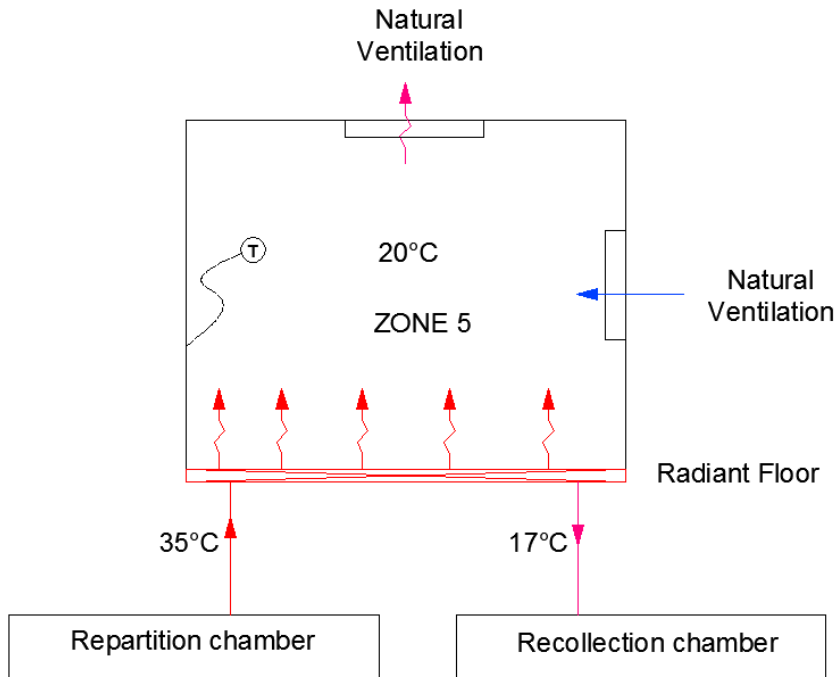 Natural
Ventilation
T
20°C
Natural
Ventilation
ZONE 5
Radiant Floor
35°C
17°C
Repartition chamber
Recollection chamber